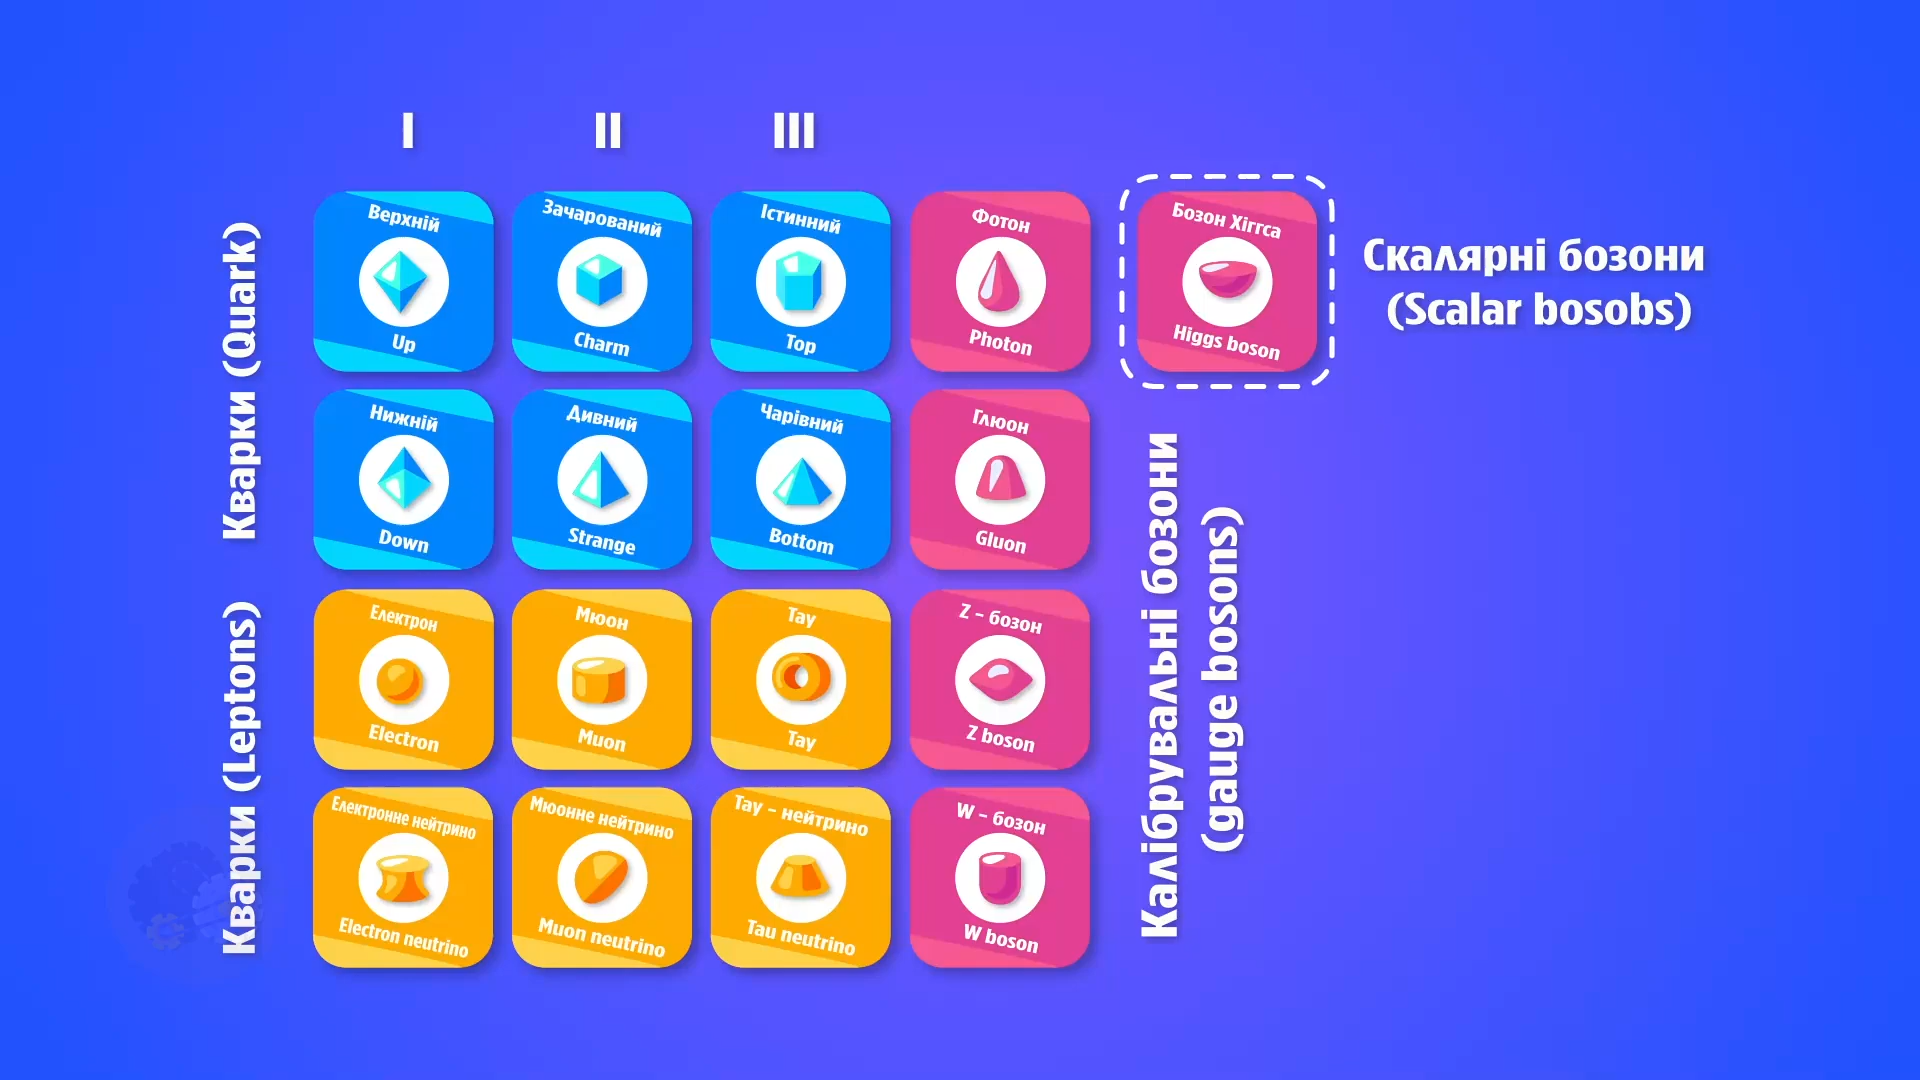 I
II
III
Кварки (Quark)
Верхній
Up
Зачарований
Charm
Істинний
Top
Фотон
Photon
Бозон Хіггса
Higgs boson
Скалярні бозони
(Scalar bosobs)
Нижній
Down
Дивний
Strange
Чарівний
Bottom
Глюон
Gluon
Калібрувальні бозони
(gauge bosons)
Кварки (Leptons)
Електрон
Electron
Мюон
Muon
Тау
Тау
Z – бозон
Z boson
Електронне нейтрино
Electron neutrino
Мюонне нейтрино
Muon neutrino
Тау – нейтрино
Tau neutrino
W – бозон
W boson